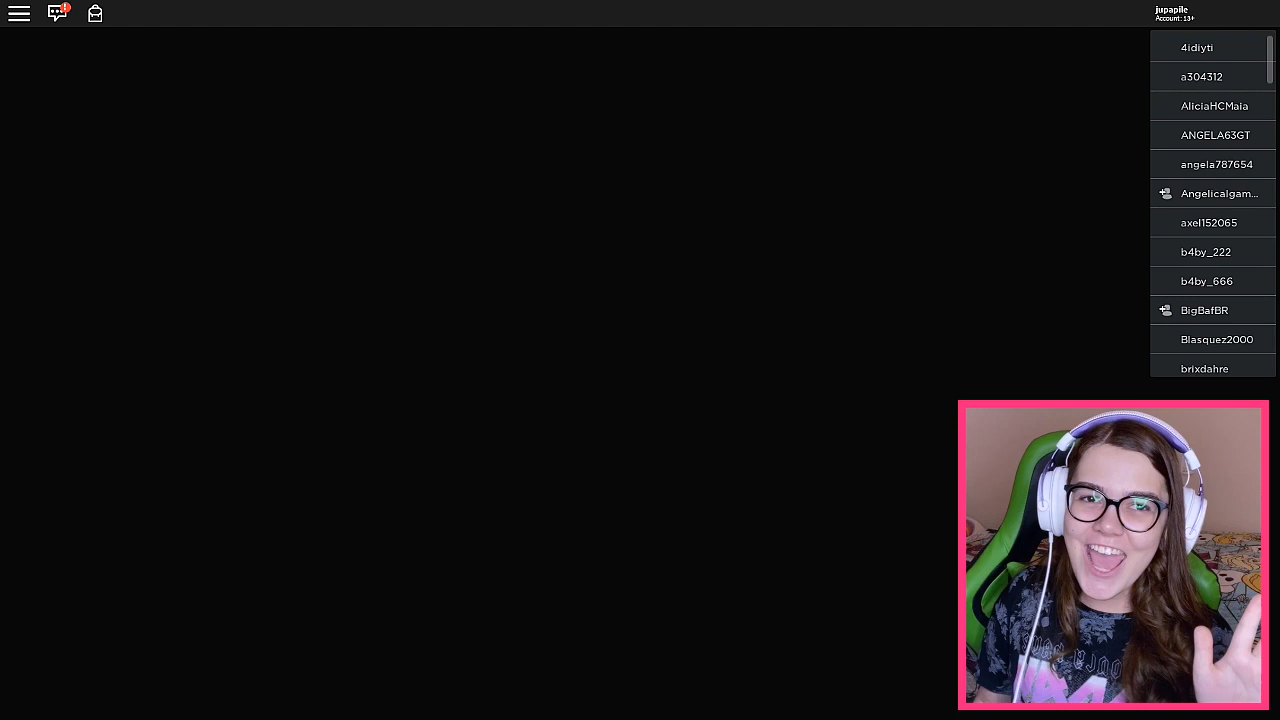 jupapile
Account: 13+
4idiyti
a304312
AliciaHCMaia
ANGELA63GT
angela787654
Angelicalgam...
axel152065
b4by_222
b4by_666
BigBafBR
Blasquez2000
brixdahre